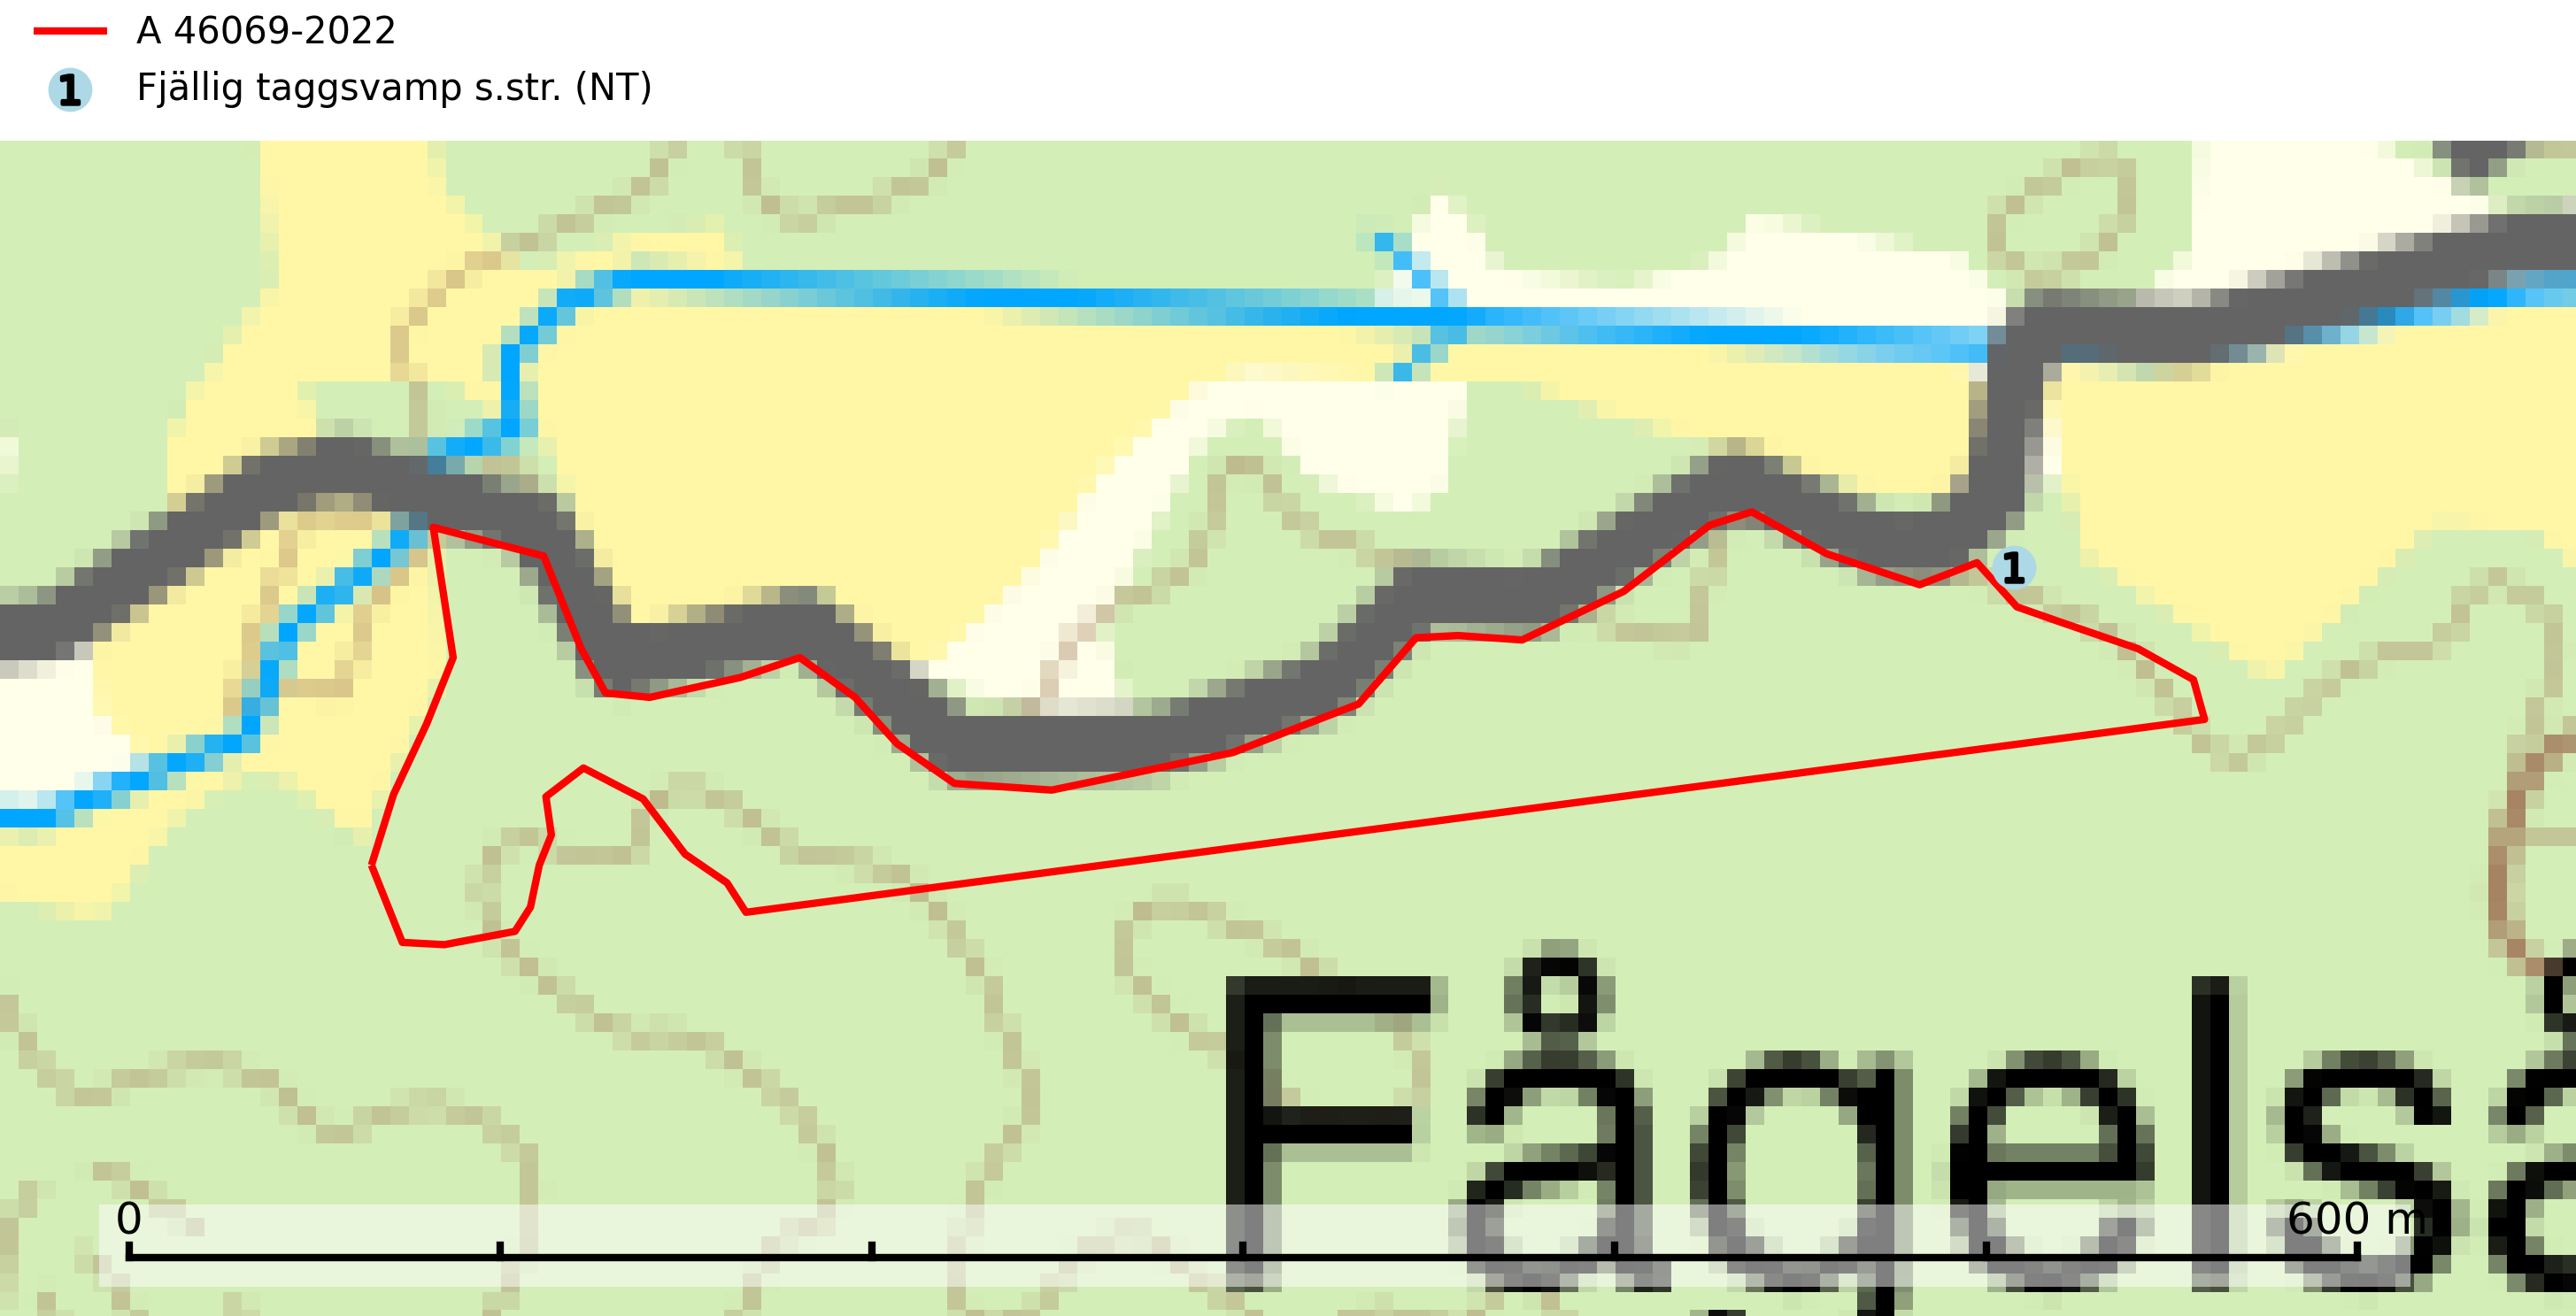 A 46069-2022
1 Fjällig taggsvamp s.str. (NT)
1
Fågels
0 600 m